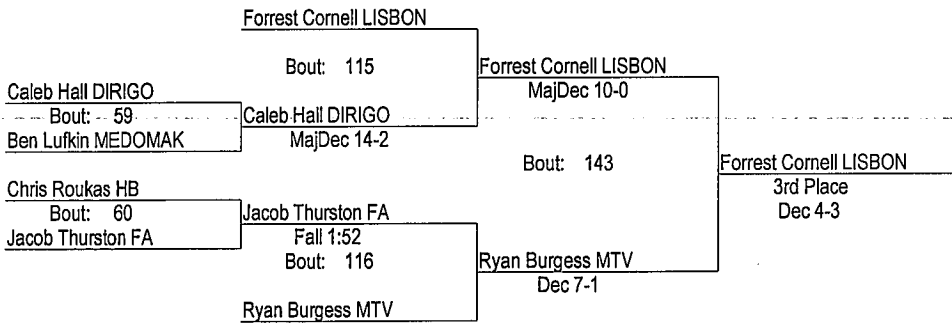 Forrest Cornell LISBON
Bout: 115
Forrest Cornell LISBON
MajDec 10-0
Caleb Hall DIRIGO
Bout: 59
Caleb Hall DIRIGO
Ben Lufkin MEDOMAK
MajDec 14-2
Bout: 143
Forrest Cornell LISBON
3rd Place
Dec 4-3
Chris Roukas HB
Bout: 60
Jacob Thurston FA
Jacob Thurston FA
Fall 1:52
Bout: 116
Ryan Burgess MTV
Dec 7-1
Ryan Burgess MTV